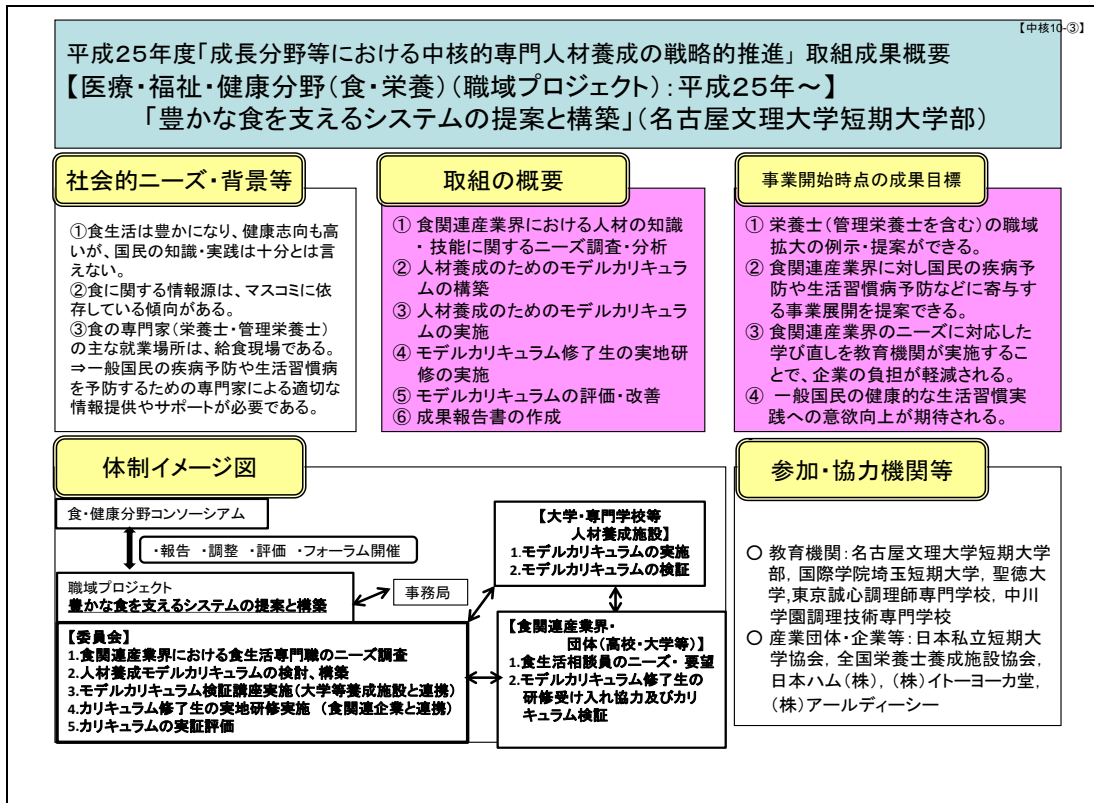 【中核10-③】
平成２５年度「成長分野等における中核的専門人材養成の戦略的推進」 取組成果概要
【医療・福祉・健康分野（食・栄養）（職域プロジェクト）：平成２５年～】
「豊かな食を支えるシステムの提案と構築」（名古屋文理大学短期大学部）
社会的ニーズ・背景等
①食生活は豊かになり、健康志向も高
いが、国民の知識・実践は十分とは言
えない。
②食に関する情報源は、マスコミに依
存している傾向がある。
③食の専門家（栄養士・管理栄養士）
の主な就業場所は、給食現場である。
⇒一般国民の疾病予防や生活習慣病
を予防するための専門家による適切な
情報提供やサポートが必要である。
取組の概要
① 食関連産業界における人材の知識
・技能に関するニーズ調査・分析
② 人材養成のためのモデルカリキュラ
ムの構築
③ 人材養成のためのモデルカリキュラ
ムの実施
④ モデルカリキュラム修了生の実地研
修の実施
⑤ モデルカリキュラムの評価・改善
⑥ 成果報告書の作成
事業開始時点の成果目標
① 栄養士（管理栄養士を含む）の職域
拡大の例示・提案ができる。
② 食関連産業界に対し国民の疾病予
防や生活習慣病予防などに寄与す
る事業展開を提案できる。
③ 食関連産業界のニーズに対応した
学び直しを教育機関が実施するこ
とで、企業の負担が軽減される。
④ 一般国民の健康的な生活習慣実
践への意欲向上が期待される。
体制イメージ図
食・健康分野コンソーシアム
・報告 ・調整 ・評価 ・フォーラム開催
職域プロジェクト
豊かな食を支えるシステムの提案と構築
事務局
【委員会】
1.食関連産業界における食生活専門職のニーズ調査
2.人材養成モデルカリキュラムの検討、構築
3.モデルカリキュラム検証講座実施（大学等養成施設と連携）
4.カリキュラム修了生の実地研修実施 （食関連企業と連携）
5.カリキュラムの実証評価
【大学・専門学校等
人材養成施設】
1.モデルカリキュラムの実施
2.モデルカリキュラムの検証
【食関連産業界・
団体（高校・大学等）】
1.食生活相談員のニーズ・ 要望
2.モデルカリキュラム修了生の
研修受け入れ協力及びカリ
キュラム検証
参加・協力機関等
○ 教育機関：名古屋文理大学短期大学
部, 国際学院埼玉短期大学, 聖徳大
学,東京誠心調理師専門学校, 中川
学園調理技術専門学校
○ 産業団体・企業等：日本私立短期大
学協会, 全国栄養士養成施設協会,
日本ハム（株）, （株）イトーヨーカ堂,
（株）アールディーシー